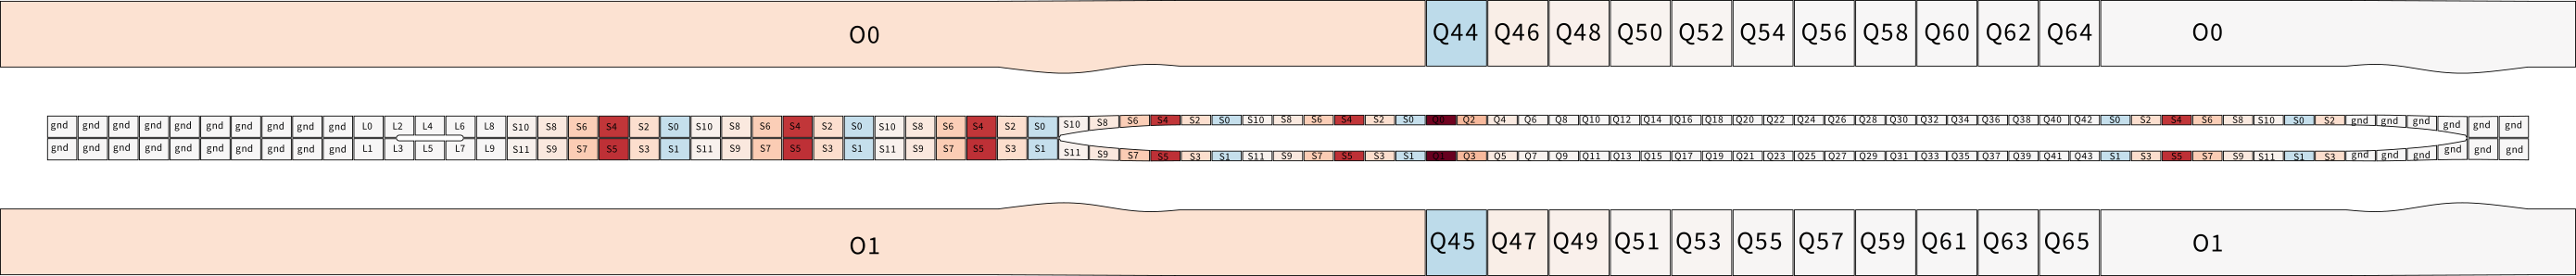 O0 Q44 Q46 Q48 Q50 Q52 Q54 Q56 Q58 Q60 Q62 Q64 O0
gnd gnd gnd gnd gnd gnd gnd gnd gnd gnd L0 L2 L4 L6 L8 S10 S8 S6 S4 S2 S0 S10 S8 S6 S4 S2 S0 S10 S8 S6 S4 S2 S0 S10 S8 S6 S4 S2 S0 S10 S8 S6 S4 S2 S0 Q0 Q2 Q4 Q6 Q8 Q10 Q12 Q14 Q16 Q18 Q20 Q22 Q24 Q26 Q28 Q30 Q32 Q34 Q36 Q38 Q40 Q42 S0 S2 S4 S6 S8 S10 S0 S2 gnd gnd gnd gnd gnd gnd
gnd gnd gnd gnd gnd gnd gnd gnd gnd gnd L1 L3 L5 L7 L9 S11 S9 S7 S5 S3 S1 S11 S9 S7 S5 S3 S1 S11 S9 S7 S5 S3 S1 S11 S9 S7 S5 S3 S1 S11 S9 S7 S5 S3 S1 Q1 Q3 Q5 Q7 Q9 Q11 Q13 Q15 Q17 Q19 Q21 Q23 Q25 Q27 Q29 Q31 Q33 Q35 Q37 Q39 Q41 Q43 S1 S3 S5 S7 S9 S11 S1 S3 gnd gnd gnd gnd gnd gnd
O1 Q45 Q47 Q49 Q51 Q53 Q55 Q57 Q59 Q61 Q63 Q65 O1